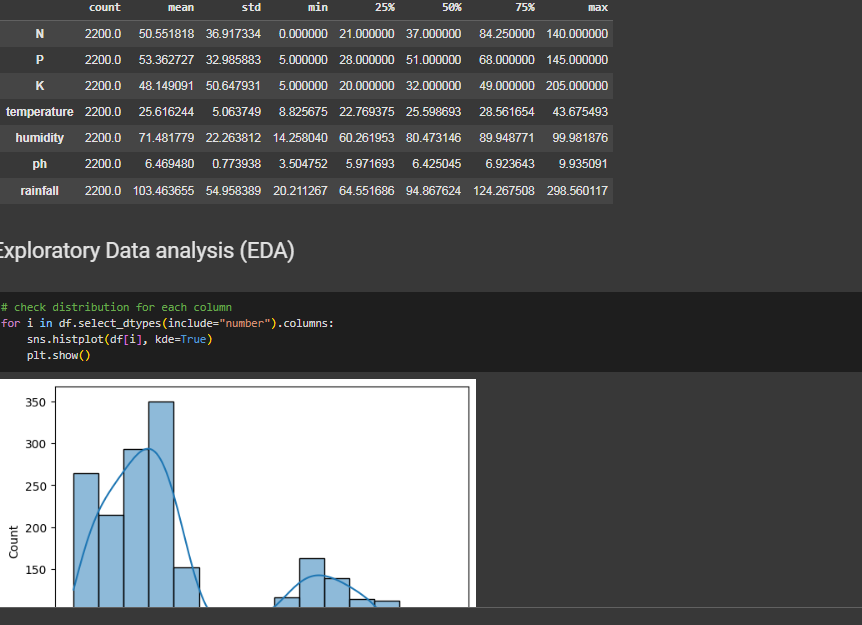 count mean std min 25% 50% 75% max
N 2200.0 50.551818 36.917334 0.000000 21.000000 37.000000 84.250000 140.000000
P 2200.0 53.362727 32.985883 5.000000 28.000000 51.000000 68.000000 145.000000
K 2200.0 48.149091 50.647931 5.000000 20.000000 32.000000 49.000000 205.000000
temperature 2200.0 25.616244 5.063749 8.825675 22.769375 25.598693 28.561654 43.675493
humidity 2200.0 71.481779 22.263812 14.258040 60.261953 80.473146 89.948771 99.981876
ph 2200.0 6.469480 0.773938 3.504752 5.971693 6.425045 6.923643 9.935091
rainfall 2200.0 103.463655 54.958389 20.211267 64.551686 94.867624 124.267508 298.560117
Exploratory Data analysis (EDA)
# check distribution for each column
for i in df.select_dtypes(include="number").columns:
    sns.histplot(df[i], kde=True)
    plt.show()
350
300
250
200
150
Count